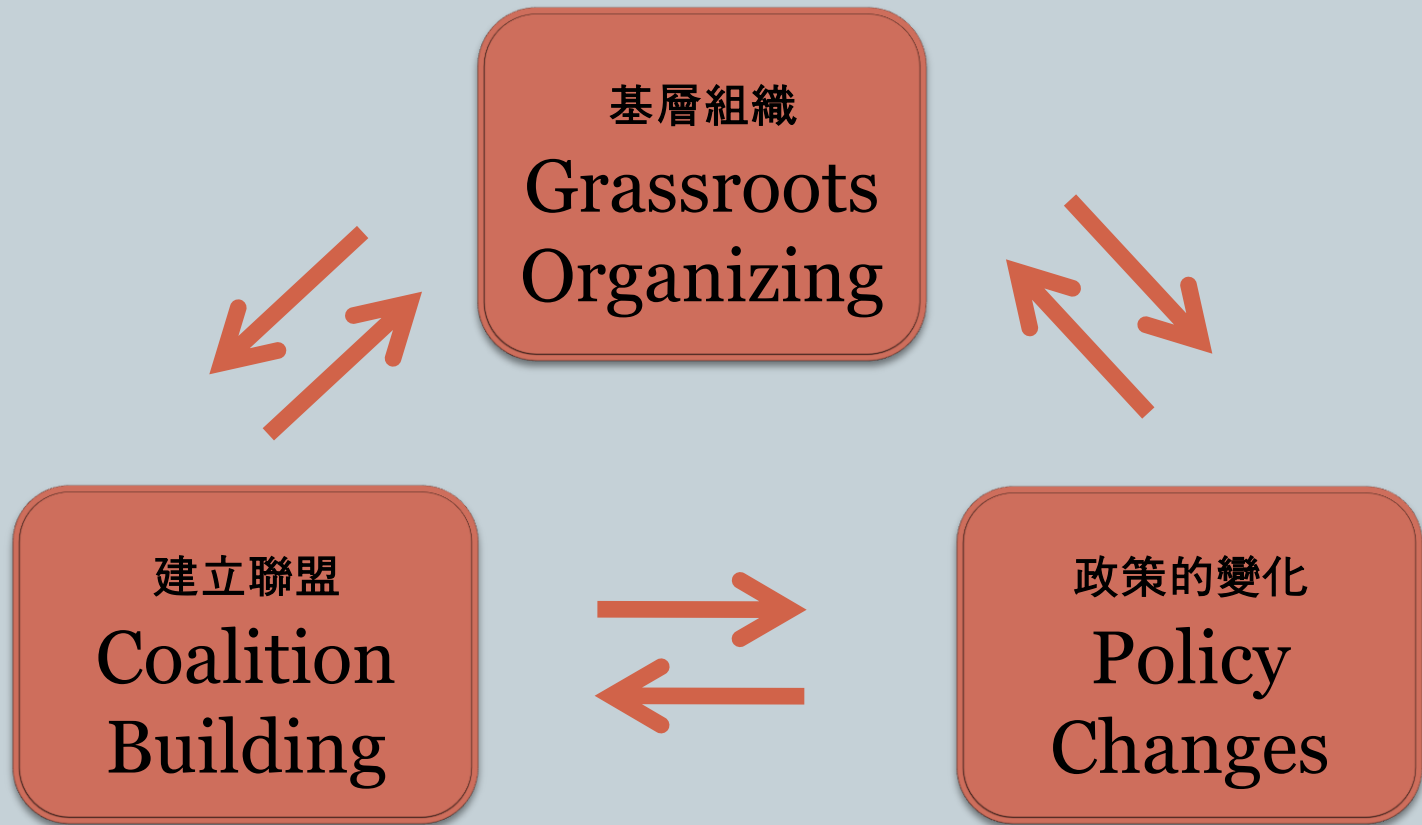 基層組織
Grassroots
Organizing
建立聯盟
Coalition
Building
政策的變化
Policy
Changes